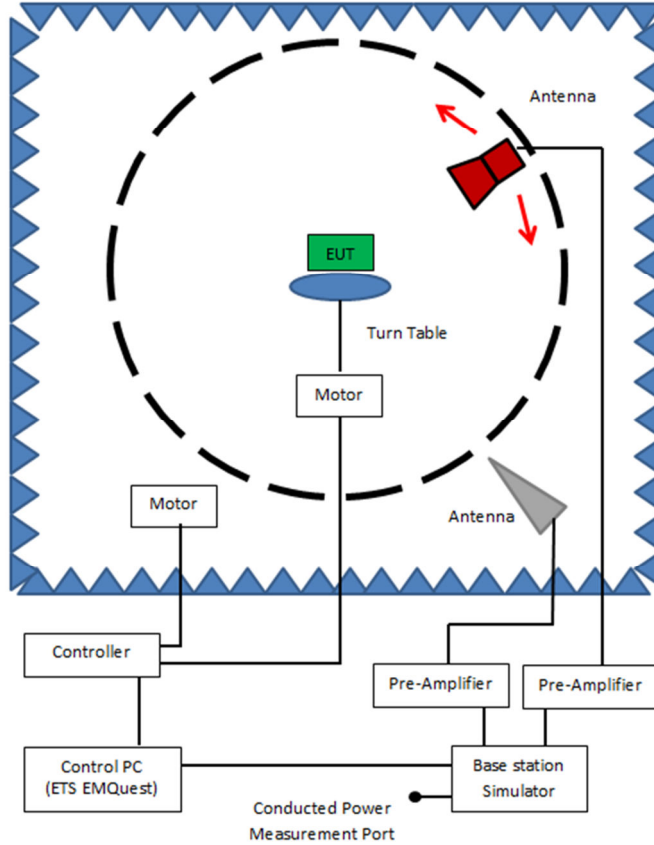 Antenna
EUT
Turn Table
Motor
Motor
Antenna
Controller
Pre-Amplifier
Pre-Amplifier
Control PC
(ETS EMQuest)
Base station
Simulator
Conducted Power
Measurement Port